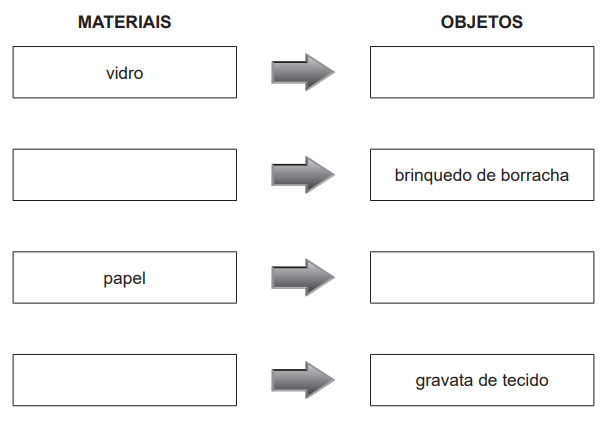 MATERIAIS OBJETOS
vidro
brinquedo de borracha
papel
gravata de tecido